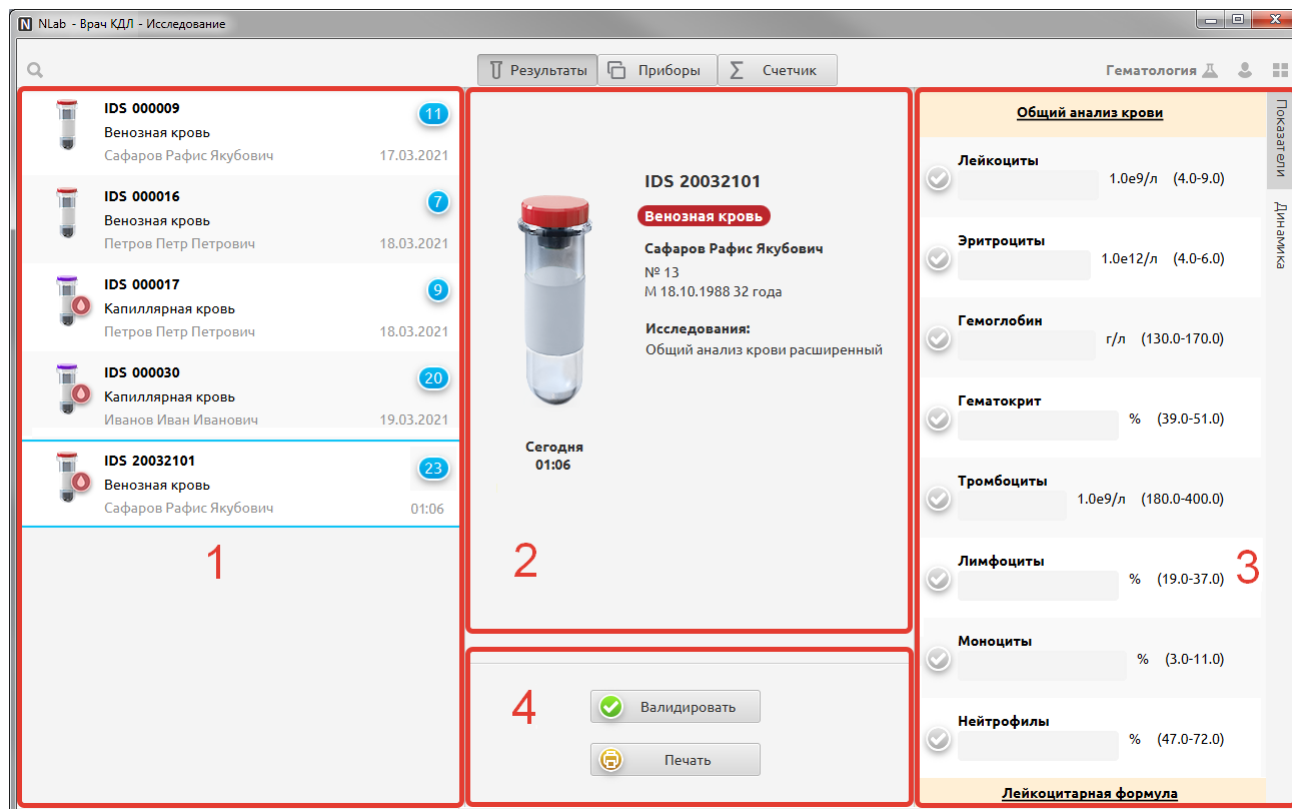 NLab - Врач КДЛ - Исследование
Результаты
Приборы
Счетчик
Гематология
IDS 000009
11
Венозная кровь
Сафаров Рафис Якубович 17.03.2021
IDS 000016
7
Венозная кровь
Петров Петр Петрович 18.03.2021
IDS 000017
9
Капиллярная кровь
Петров Петр Петрович 18.03.2021
IDS 000030
20
Капиллярная кровь
Иванов Иван Иванович 19.03.2021
IDS 20032101
23
Венозная кровь
Сафаров Рафис Якубович 01:06
1
IDS 20032101
Венозная кровь
Сафаров Рафис Якубович
№ 13
М 18.10.1988 32 года
Исследования:
Общий анализ крови расширенный
Сегодня
01:06
2
4
Валидировать
Печать
Общий анализ крови
Лейкоциты
1.0е9/л (4.0-9.0)
Эритроциты
1.0е12/л (4.0-6.0)
Гемоглобин
г/л (130.0-170.0)
Гематокрит
% (39.0-51.0)
Тромбоциты
1.0е9/л (180.0-400.0)
Лимфоциты
% (19.0-37.0)
3
Моноциты
% (3.0-11.0)
Нейтрофилы
% (47.0-72.0)
Лейкоцитарная формула
Показатели
Динамика